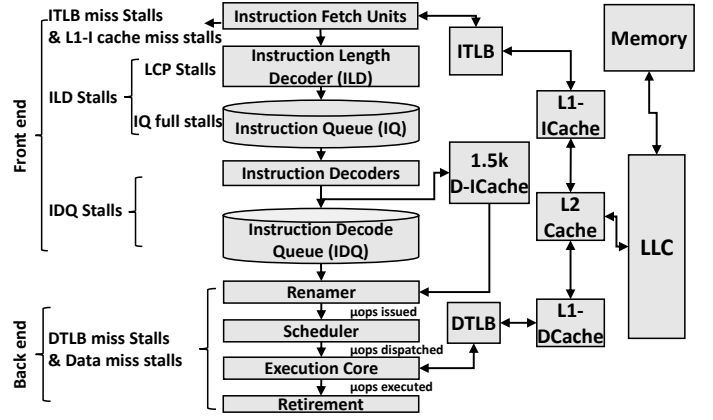 ITLB miss Stalls
& L1-I cache miss stalls
Instruction Fetch Units
ITLB
Memory
ILD Stalls
LCP Stalls
Instruction Length
Decoder (ILD)
L1-
ICache
IQ full stalls
Instruction Queue (IQ)
Front end
Instruction Decoders
1.5k
D-ICache
IDQ Stalls
Instruction Decode
Queue (IDQ)
L2
Cache
LLC
Renamer
μops issued
DTLB miss Stalls
& Data miss stalls
Scheduler
μops dispatched
DTLB
L1-
DCache
Back end
Execution Core
μops executed
Retirement